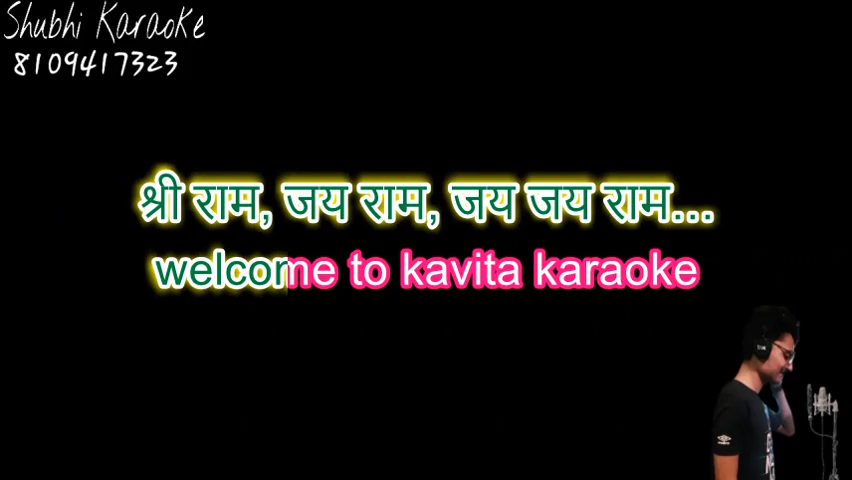 Shubhi Karaoke
8109417323
श्री राम, जय राम, जय जय राम...
welcome to kavita karaoke